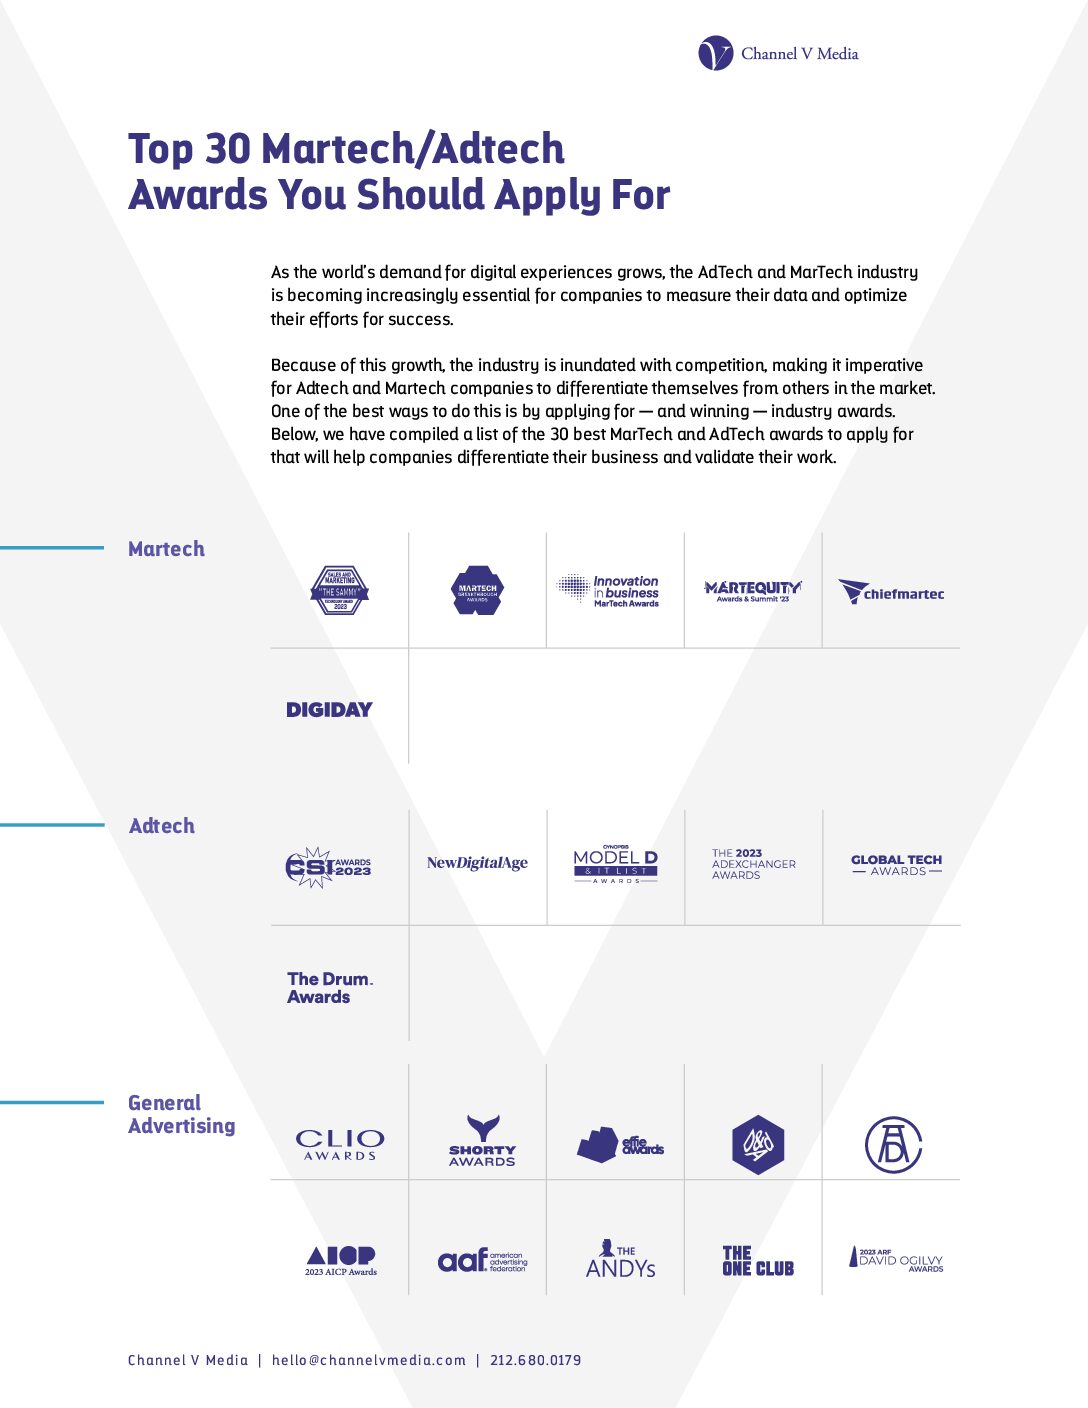 Channel V Media
Top 30 Martech/Adtech
Awards You Should Apply For
As the world's demand for digital experiences grows, the AdTech and MarTech industry
is becoming increasingly essential for companies to measure their data and optimize
their efforts for success.
Because of this growth, the industry is inundated with competition, making it imperative
for Adtech and Martech companies to differentiate themselves from others in the market.
One of the best ways to do this is by applying for — and winning — industry awards.
Below, we have compiled a list of the 30 best MarTech and AdTech awards to apply for
that will help companies differentiate their business and validate their work.
Martech
SALES AND
MARKETING
"THE SAMMY"
TECHNOLOGY AWARD
2023
MARTECH
BREAKTHROUGH
AWARDS
Innovation
in business
MarTech Awards
MARTEQUITY
Awards & Summit '23
chiefmartec
DIGIDAY
Adtech
CSI AWARDS
2023
NewDigitalAge
CYNOPSIS
MODEL D
& IT LIST
AWARDS
THE 2023
ADEXCHANGER
AWARDS
GLOBAL TECH
AWARDS
The Drum.
Awards
General
Advertising
CLIO
AWARDS
SHORTY
AWARDS
effie
awards
D&AD
AD
AICP
2023 AICP Awards
aaf. american
advertising
federation
THE
ANDYs
THE
ONE CLUB
2023 ARF
DAVID OGILVY
AWARDS
Channel V Media | hello@channelvmedia.com | 212.680.0179